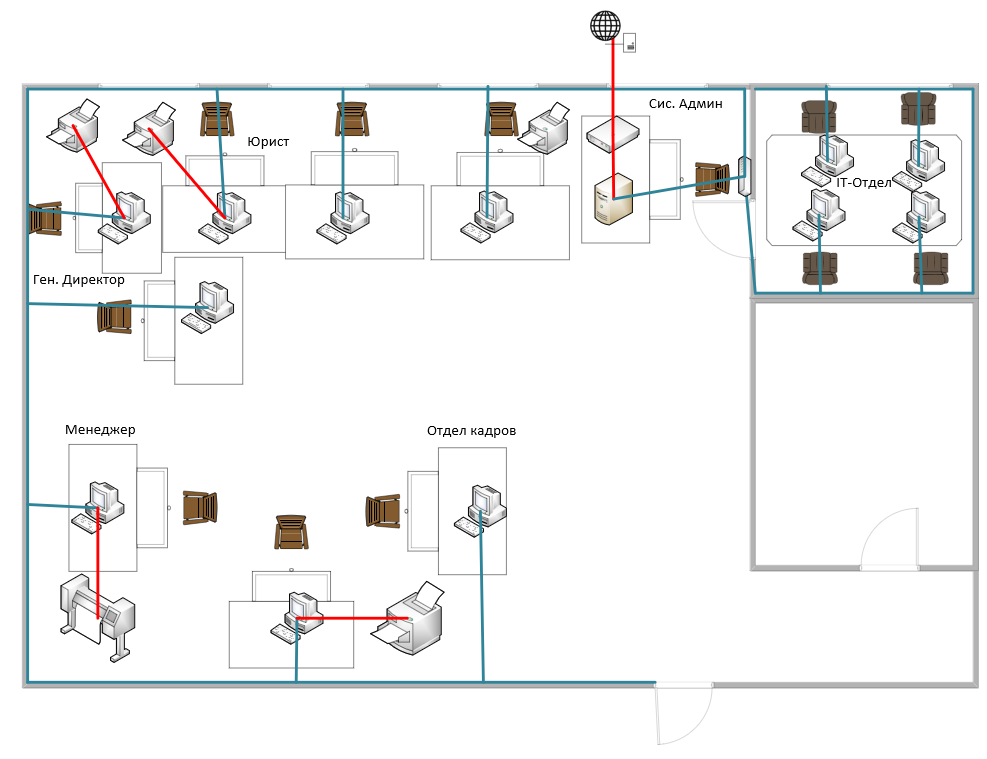 Сис. Админ
Юрист
IT-Отдел
Ген. Директор
Менеджер
Отдел кадров